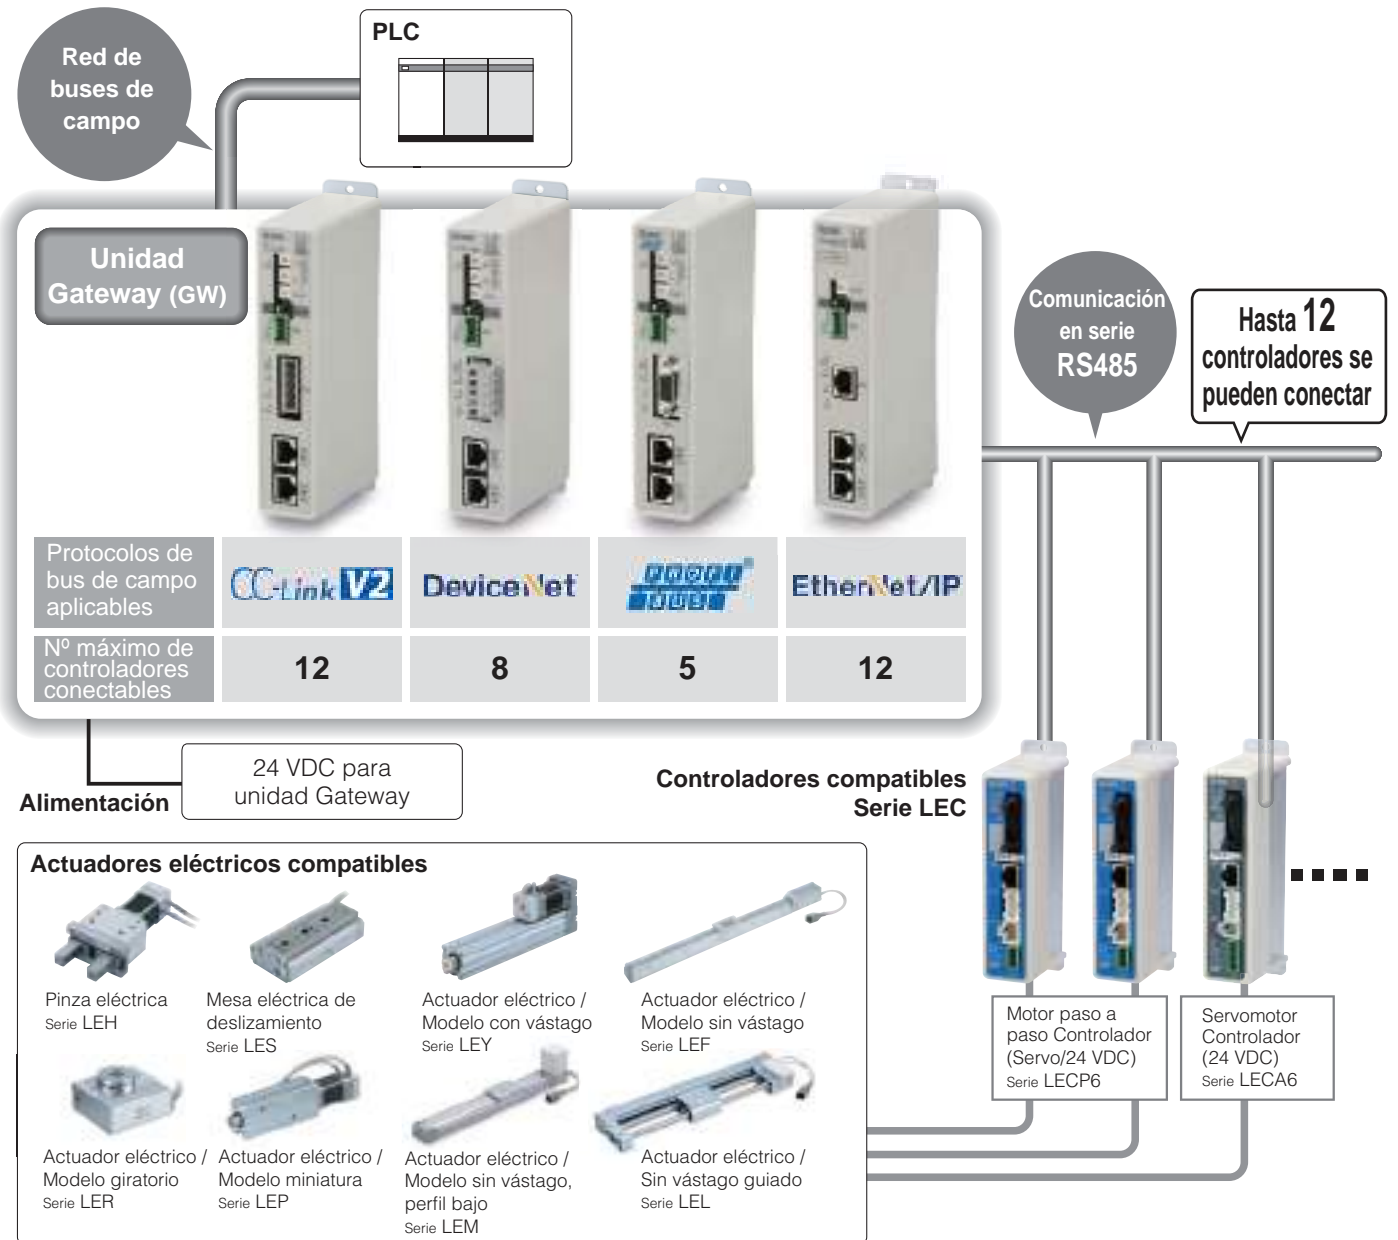 Red de
buses de
campo
PLC
Unidad
Gateway (GW)
Comunicación
en serie
RS485
Hasta 12
controladores se
pueden conectar
Protocolos de
bus de campo
aplicables
CC-Link V2
DeviceNet
PROFI
BUS
EtherNet/IP
Nº máximo de
controladores
conectables
12
8
5
12
Alimentación
24 VDC para
unidad Gateway
Controladores compatibles
Serie LEC
Actuadores eléctricos compatibles
Pinza eléctrica
Serie LEH
Mesa eléctrica de
deslizamiento
Serie LES
Actuador eléctrico /
Modelo con vástago
Serie LEY
Actuador eléctrico /
Modelo sin vástago
Serie LEF
Actuador eléctrico /
Modelo giratorio
Serie LER
Actuador eléctrico /
Modelo miniatura
Serie LEP
Actuador eléctrico /
Modelo sin vástago,
perfil bajo
Serie LEM
Actuador eléctrico /
Sin vástago guiado
Serie LEL
Motor paso a
paso Controlador
(Servo/24 VDC)
Serie LECP6
Servomotor
Controlador
(24 VDC)
Serie LECA6